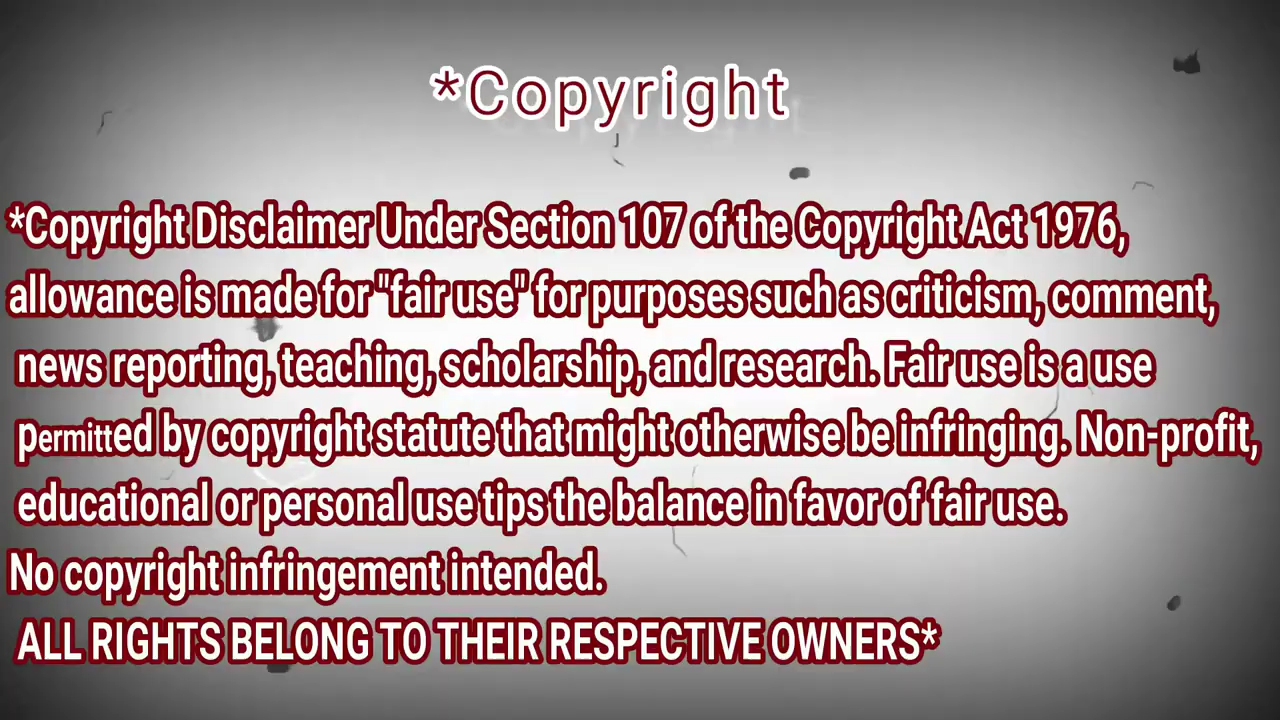 *Copyright
*Copyright Disclaimer Under Section 107 of the Copyright Act 1976,
allowance is made for "fair use" for purposes such as criticism, comment,
news reporting, teaching, scholarship, and research. Fair use is a use
permitted by copyright statute that might otherwise be infringing. Non-profit,
educational or personal use tips the balance in favor of fair use.
No copyright infringement intended.
ALL RIGHTS BELONG TO THEIR RESPECTIVE OWNERS*